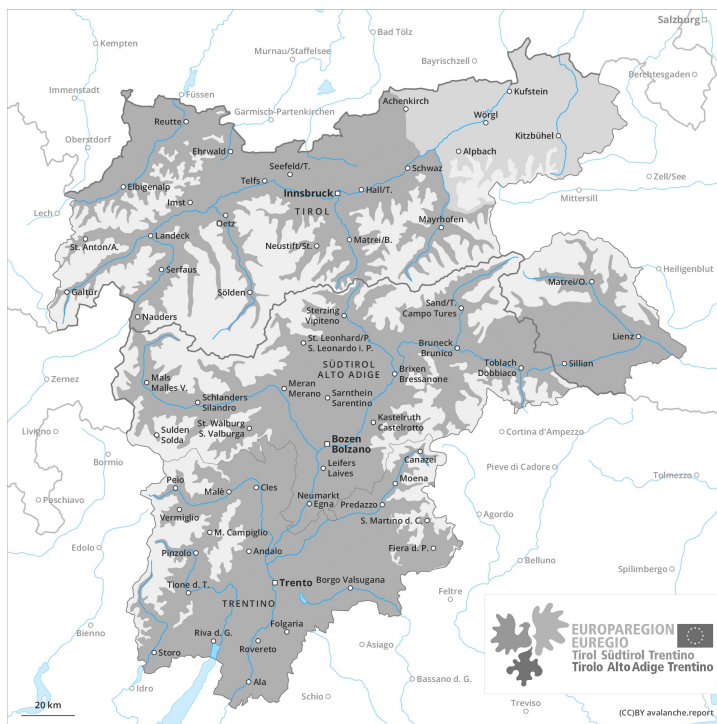 Salzburg
Bad Tölz
Kempten
Murnau/Staffelsee
Bayrischzell
Berchtesgaden
Immenstadt
Füssen
Garmisch-Partenkirchen
Achenkirch
Kufstein
Reutte
Wörgl
Oberstdorf
Ehrwald
Kitzbühel
Alpbach
Seefeld/T.
Schwaz
Telfs
Zell/See
Elbigenalp
Innsbruck
Hall/T.
Mittersill
Imst
TIROL
Lech
Oetz
Mayrhofen
Landeck
St. Anton/A.
Neustift/St.
Matrei/B.
Serfaus
Heiligenblut
Matrei/O.
Galtür
Sölden
Nauders
Sand/T.
Campo Tures
Sterzing
Vipiteno
Lienz
St. Leonhard/P.
S. Leonardo i. P.
Bruneck
Brunico
SÜDTIROL
ALTO ADIGE
Toblach
Dobbiaco
Sillian
Brixen
Bressanone
Zernez
Mals
Malles V.
Meran
Merano
Sarnthein
Sarentino
Schlanders
Silandro
Kastelruth
Castelrotto
St. Walburg
S. Valburga
Livigno
Sulden
Solda
Cortina d'Ampezzo
Bozen
Bolzano
Canazei
Bormio
Leifers
Laives
Pieve di Cadore
Tolmezzo
Peio
Moena
Malè
Cles
Poschiavo
Neumarkt
Egna
Predazzo
Vermiglio
Agordo
S. Martino d. C.
M. Campiglio
Edolo
Pinzolo
Andalo
Fiera d. P.
Belluno
Spilimbergo
Tione d. T.
Trento
Borgo Valsugana
Feltre
TRENTINO
Bienno
Folgaria
Riva d. G.
Rovereto
Asiago
Storo
Ala
Idro
Bassano d. G.
Schio
Treviso
EUROPAREGION
EUREGIO
Tirol Südtirol Trentino
Tirolo Alto Adige Trentino
20 km
(CC)BY avalanche.report